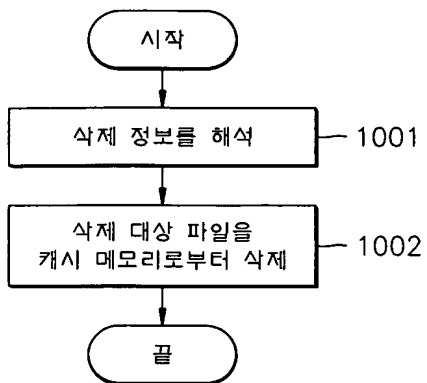 시작
삭제 정보를 해석
1001
삭제 대상 파일을
캐시 메모리로부터 삭제
1002
끝